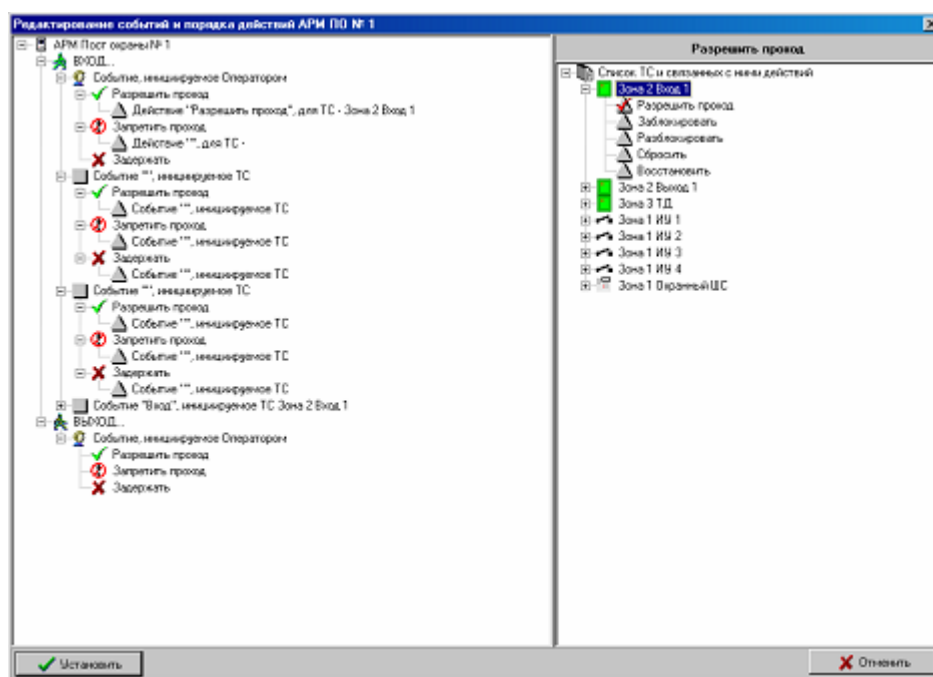 Редактирование событий и порядка действий АРМ ПО № 1
АРМ Пост охраны№ 1
ВХОД...
Событие, инициируемое Оператором
Разрешить проход
Действие "Разрешить проход", для ТС - Зона 2 Вход 1
Запретить проход
Действие "", для ТС -
Задержать
Событие "", инициируемое ТС
Разрешить проход
Событие "", инициируемое ТС
Запретить проход
Событие "", инициируемое ТС
Задержать
Событие "", инициируемое ТС
Событие "", инициируемое ТС
Разрешить проход
Событие "", инициируемое ТС
Запретить проход
Событие "", инициируемое ТС
Задержать
Событие "", инициируемое ТС
Событие "Вход", инициируемое ТС Зона 2 Вход 1
ВЫХОД...
Событие, инициируемое Оператором
Разрешить проход
Запретить проход
Задержать
Разрешить проход
Список ТС и связанных с ними действий
Зона 2 Вход 1
Разрешить проход
Заблокировать
Разблокировать
Сбросить
Восстановить
Зона 2 Выход 1
Зона 3 ТД
Зона 1 ИУ 1
Зона 1 ИУ 2
Зона 1 ИУ 3
Зона 1 ИУ 4
Зона 1 Охранный ШС
Установить
Отменить